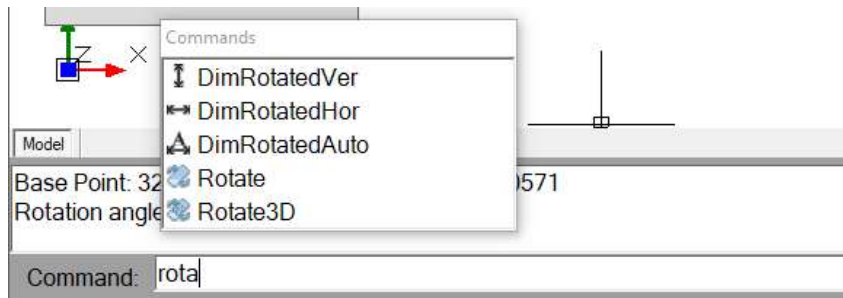 Commands
Z X
DimRotatedVer
DimRotatedHor
DimRotatedAuto
Rotate
Rotate3D
Model
Base Point: 32 0571
Rotation angle
Command: rota